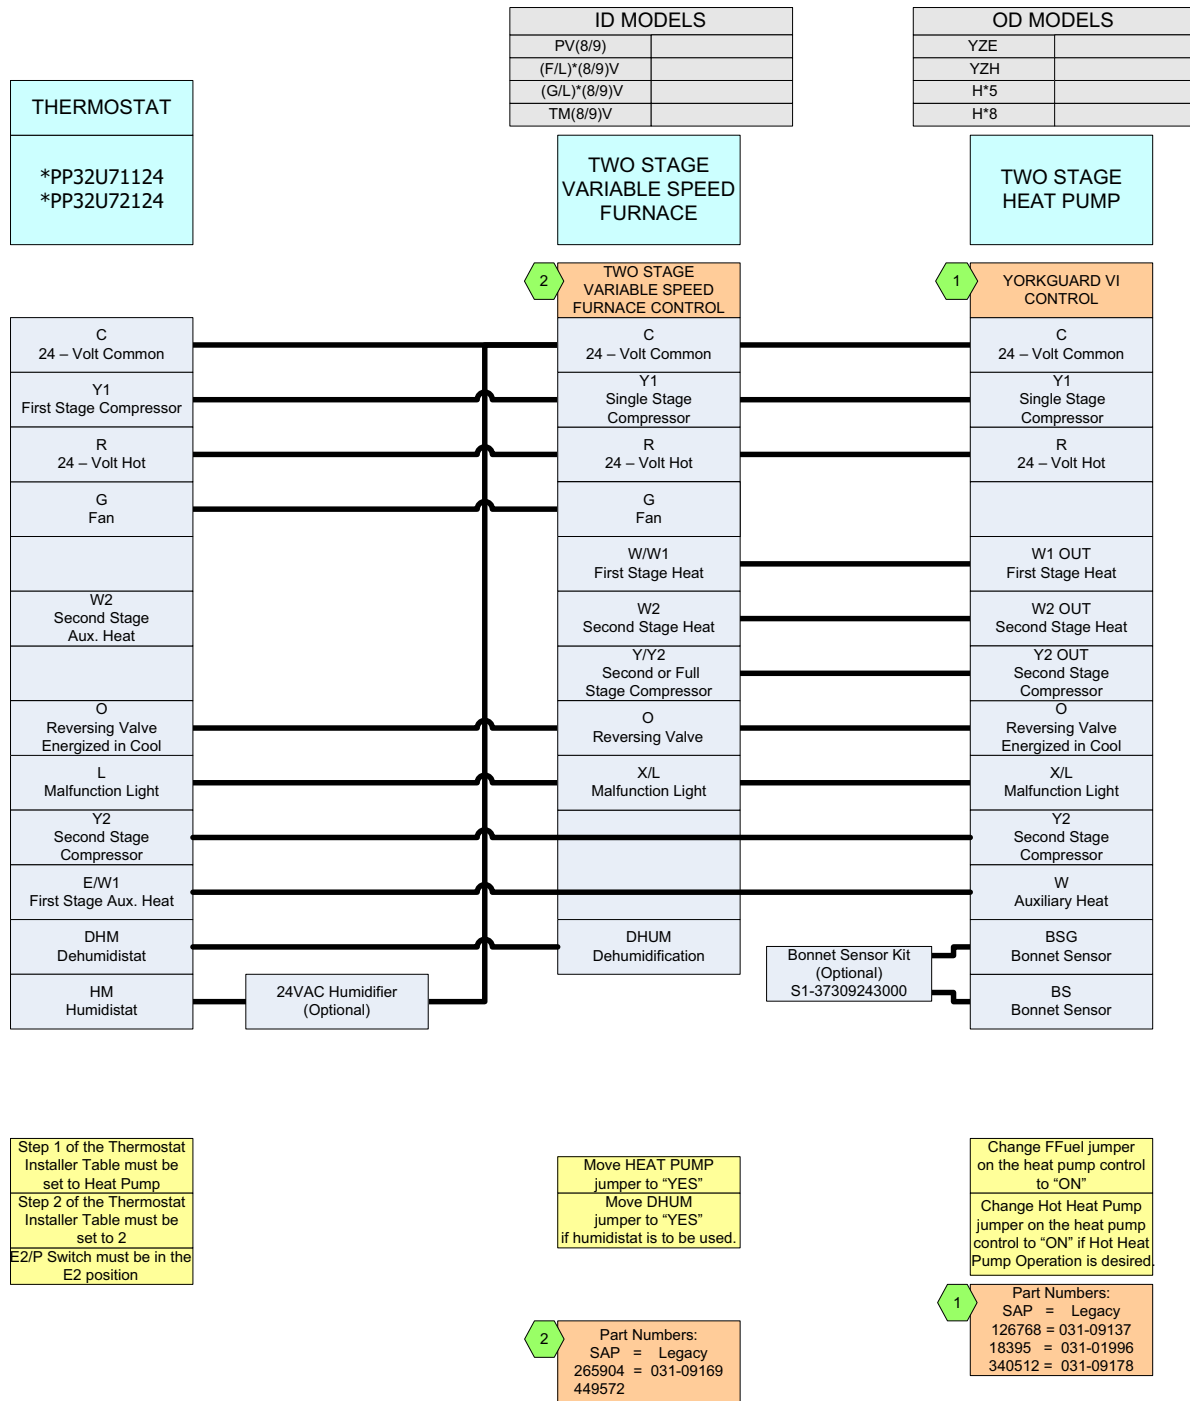 ID MODELS
PV(8/9)
(F/L)*(8/9)V
(G/L)*(8/9)V
TM(8/9)V
OD MODELS
YZE
YZH
H*5
H*8
THERMOSTAT
*PP32U71124
*PP32U72124
TWO STAGE
VARIABLE SPEED
FURNACE
TWO STAGE
HEAT PUMP
2
TWO STAGE
VARIABLE SPEED
FURNACE CONTROL
1
YORKGUARD VI
CONTROL
C
24 – Volt Common
C
24 – Volt Common
C
24 – Volt Common
Y1
First Stage Compressor
Y1
Single Stage
Compressor
Y1
Single Stage
Compressor
R
24 – Volt Hot
R
24 – Volt Hot
R
24 – Volt Hot
G
Fan
G
Fan
W/W1
First Stage Heat
W1 OUT
First Stage Heat
W2
Second Stage
Aux. Heat
W2
Second Stage Heat
W2 OUT
Second Stage Heat
Y/Y2
Second or Full
Stage Compressor
Y2 OUT
Second Stage
Compressor
O
Reversing Valve
Energized in Cool
O
Reversing Valve
O
Reversing Valve
Energized in Cool
L
Malfunction Light
X/L
Malfunction Light
X/L
Malfunction Light
Y2
Second Stage
Compressor
Y2
Second Stage
Compressor
E/W1
First Stage Aux. Heat
W
Auxiliary Heat
DHM
Dehumidistat
DHUM
Dehumidification
Bonnet Sensor Kit
(Optional)
S1-37309243000
BSG
Bonnet Sensor
HM
Humidistat
24VAC Humidifier
(Optional)
BS
Bonnet Sensor
Step 1 of the Thermostat
Installer Table must be
set to Heat Pump
Step 2 of the Thermostat
Installer Table must be
set to 2
E2/P Switch must be in the
E2 position
Move HEAT PUMP
jumper to “YES”
Move DHUM
jumper to “YES”
if humidistat is to be used.
Change FFuel jumper
on the heat pump control
to “ON”
Change Hot Heat Pump
jumper on the heat pump
control to “ON” if Hot Heat
Pump Operation is desired.
2
Part Numbers:
SAP = Legacy
265904 = 031-09169
449572
1
Part Numbers:
SAP = Legacy
126768 = 031-09137
18395 = 031-01996
340512 = 031-09178